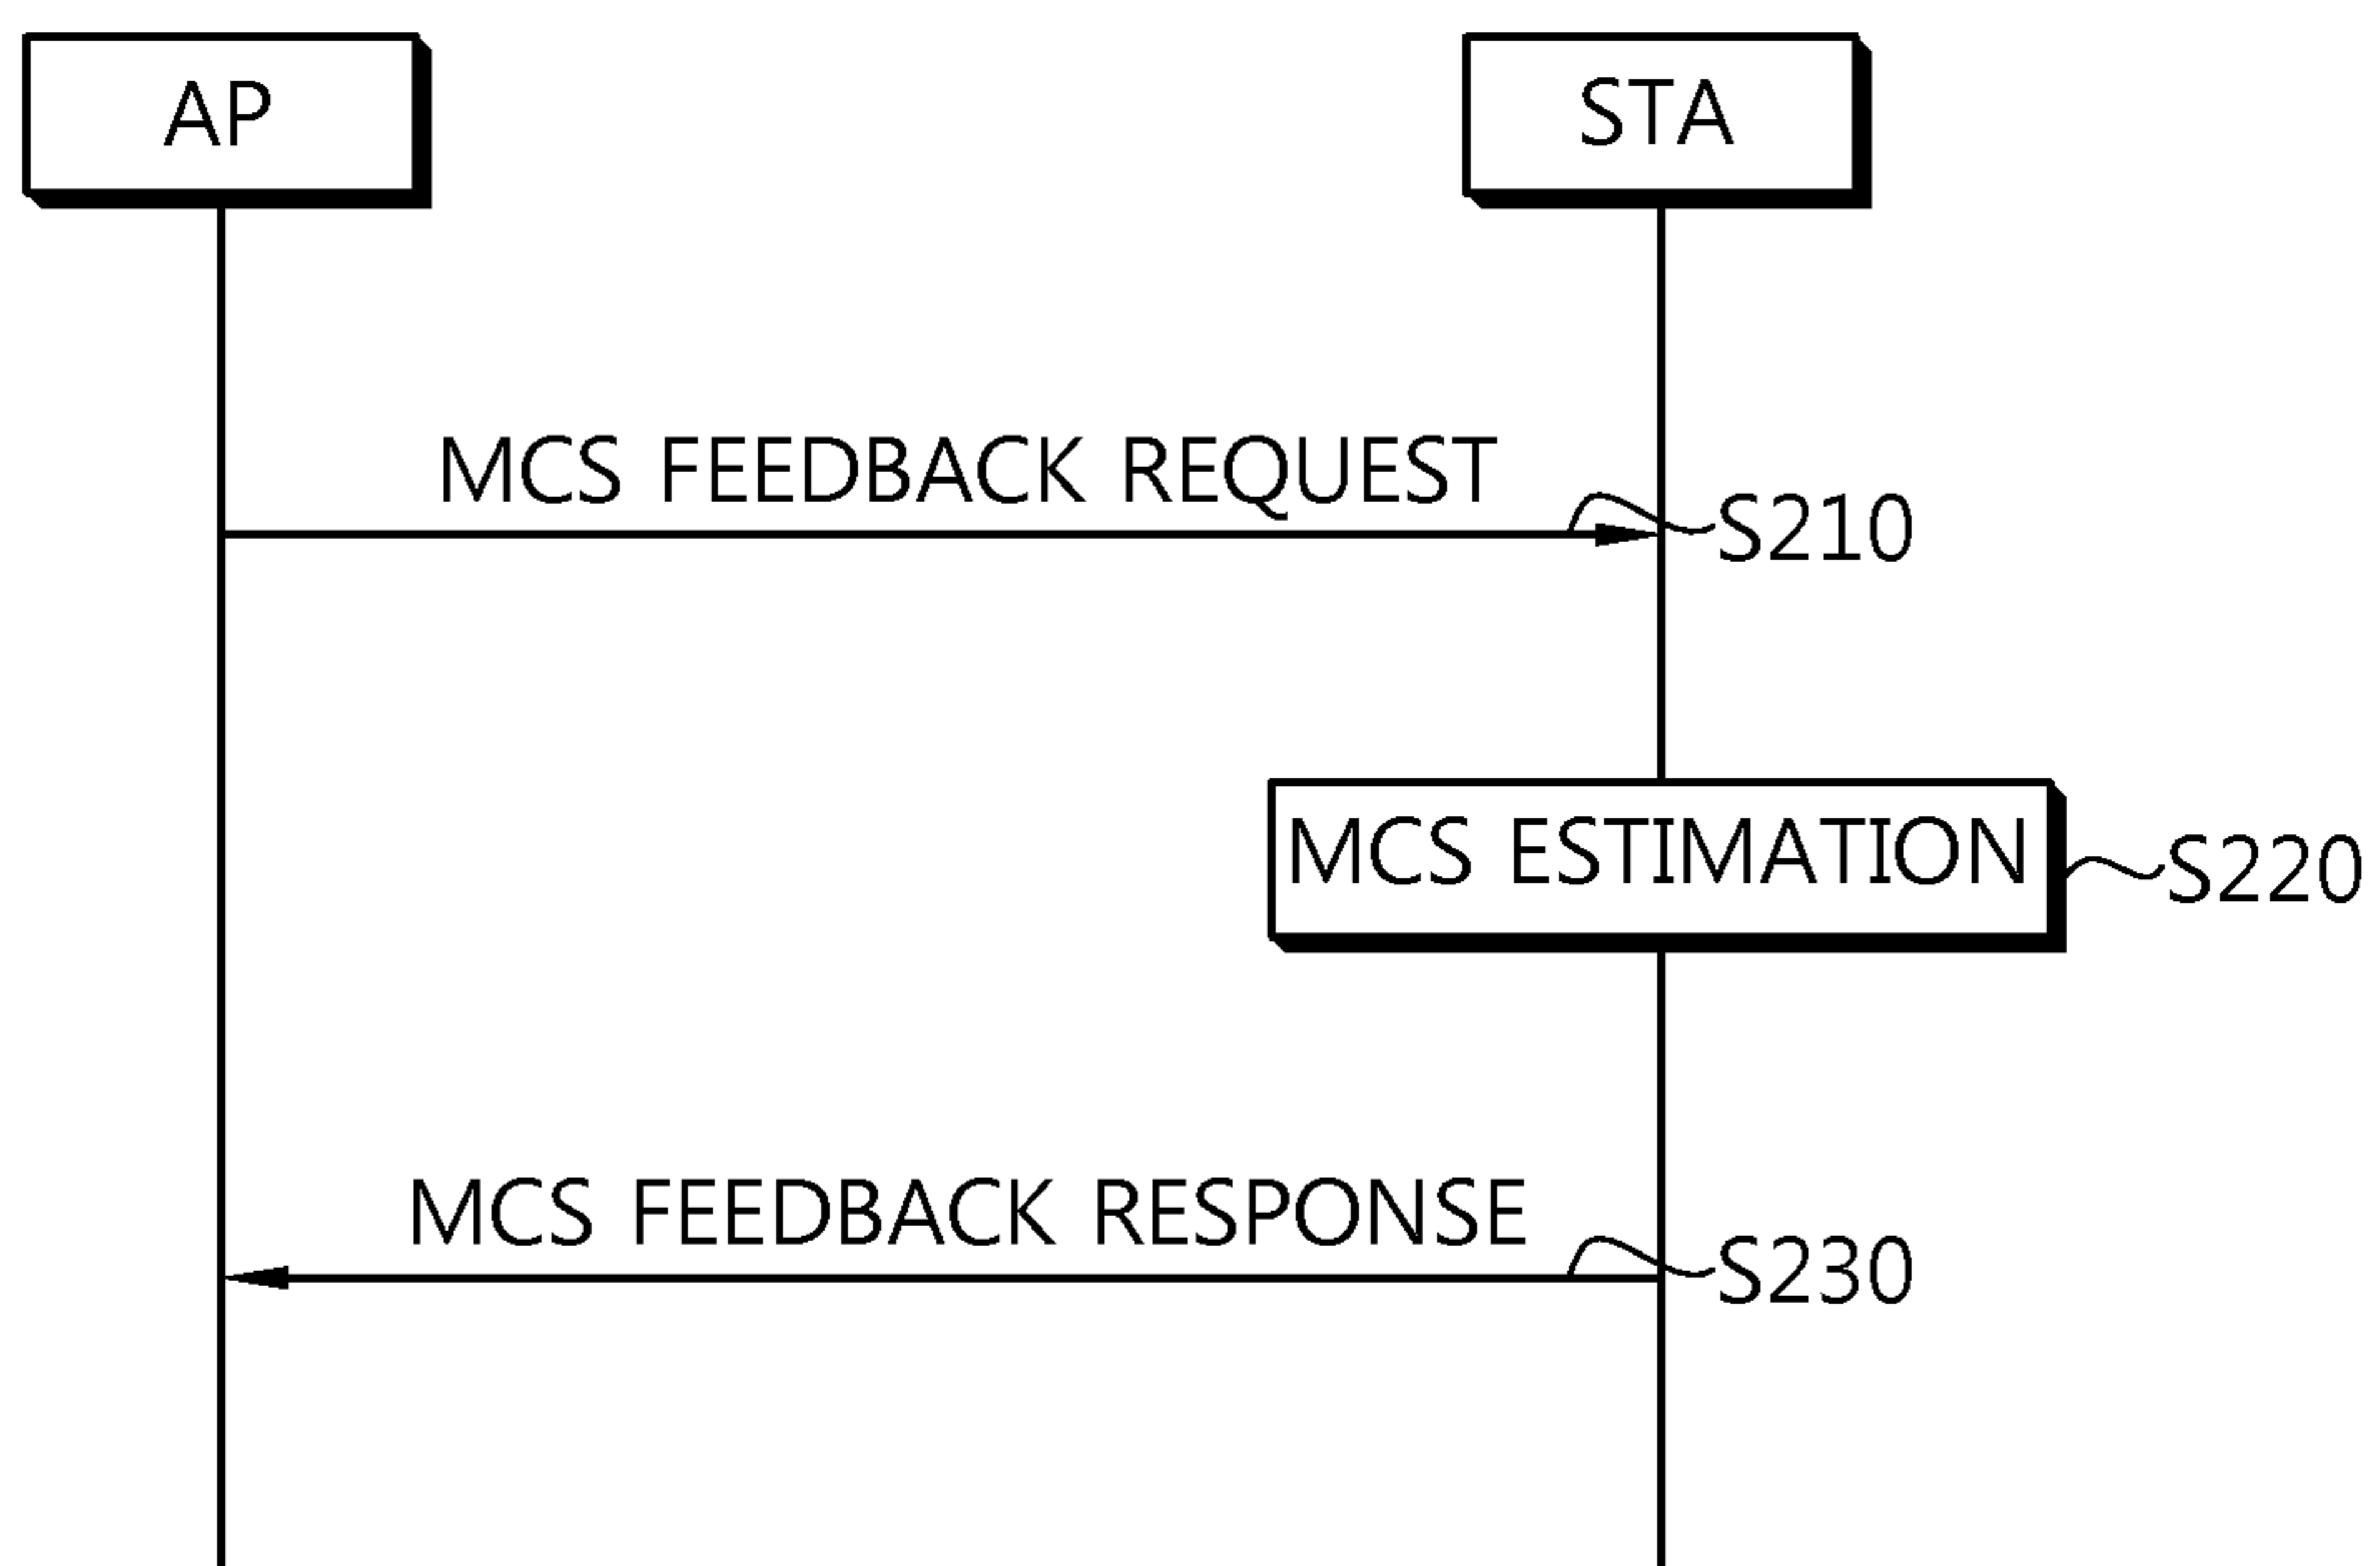 AP
STA
MCS FEEDBACK REQUEST
S210
MCS ESTIMATION
S220
MCS FEEDBACK RESPONSE
S230